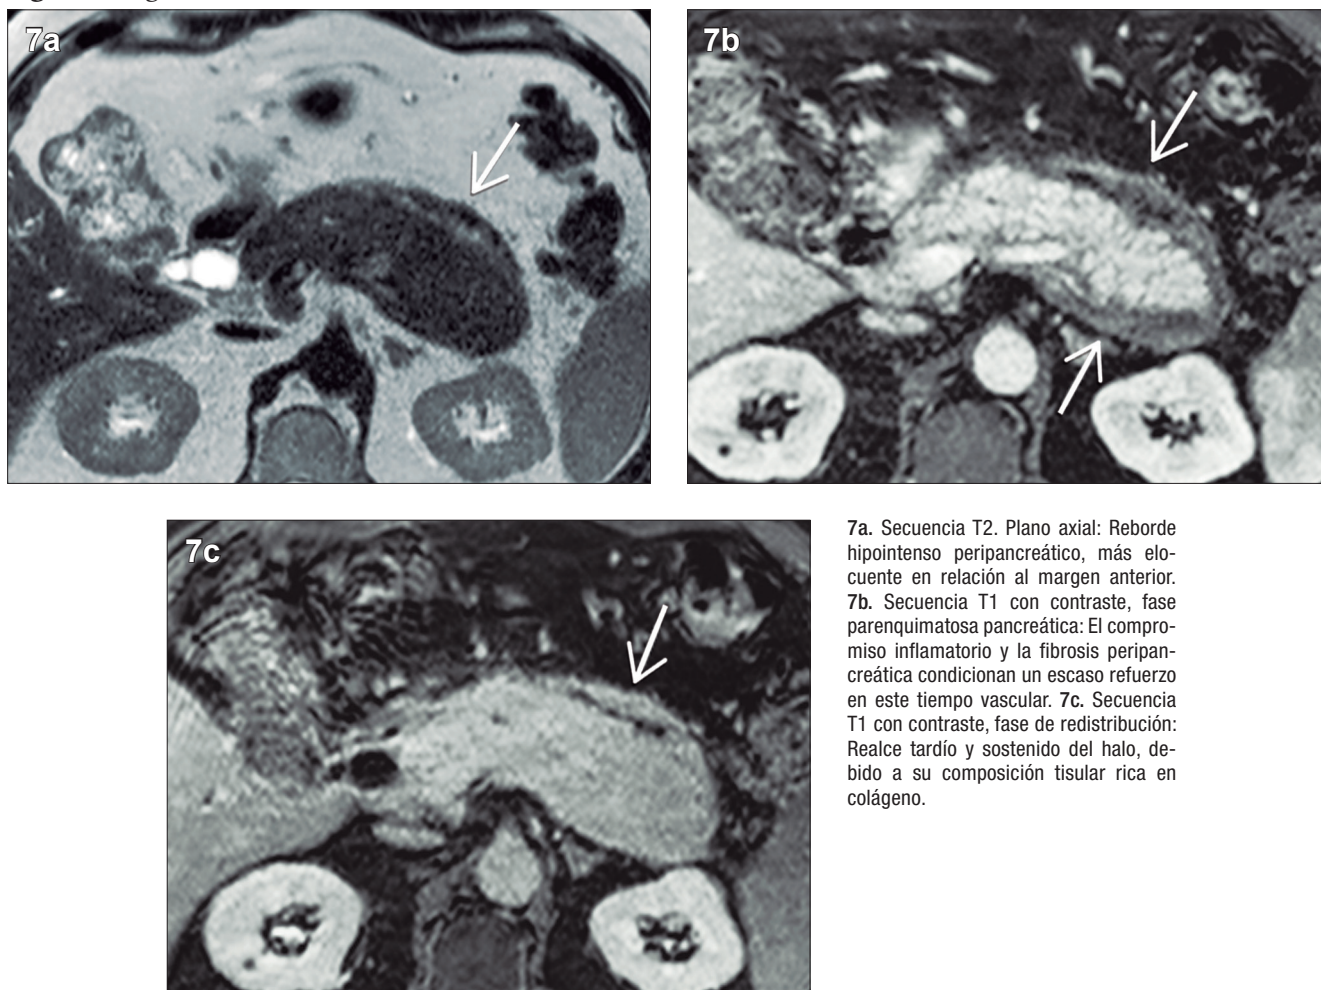 7a
7b
7c
7a. Secuencia T2. Plano axial: Reborde
hipointenso peripancreático, más elo-
cuente en relación al margen anterior.
7b. Secuencia T1 con contraste, fase
parenquimatosa pancreática: El compro-
miso inflamatorio y la fibrosis peripan-
creática condicionan un escaso refuerzo
en este tiempo vascular. 7c. Secuencia
T1 con contraste, fase de redistribución:
Realce tardío y sostenido del halo, de-
bido a su composición tisular rica en
colágeno.